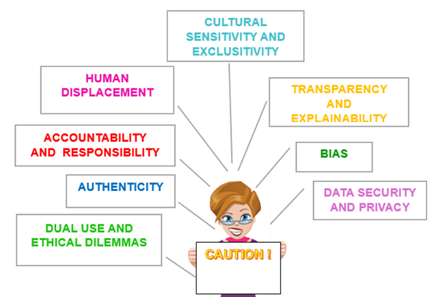 CULTURAL
SENSITIVITY AND
EXCLUSITIVITY
HUMAN
DISPLACEMENT
TRANSPARENCY
AND
EXPLAINABILITY
ACCOUNTABILITY
AND RESPONSIBILITY
BIAS
AUTHENTICITY
DATA SECURITY
AND PRIVACY
DUAL USE AND
ETHICAL DILEMMAS
CAUTION !